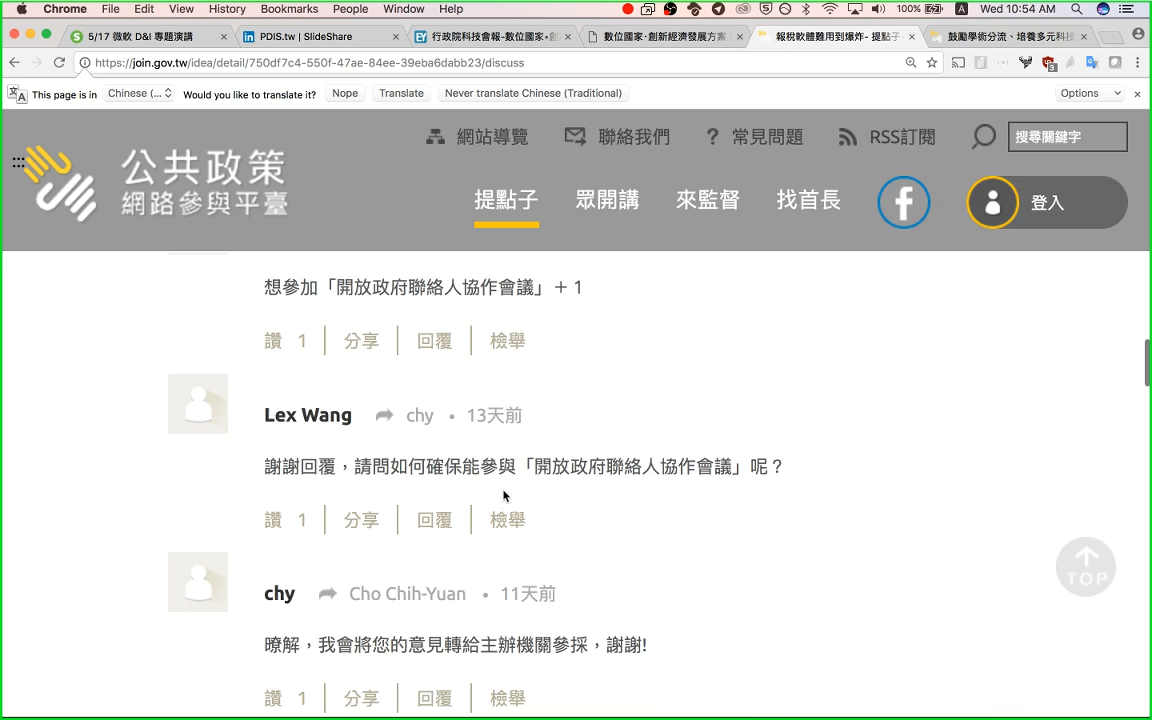 Chrome File Edit View History Bookmarks People Window Help 100% Wed 10:54 AM
5/17 微軟 D&I 專題演講 PDIS.tw | SlideShare 行政院科技會報-數位國家•創 數位國家·創新經濟發展方案 報稅軟體難用到爆炸- 提點子 鼓勵學術分流、培養多元科技
https://join.gov.tw/idea/detail/750df7c4-550f-47ae-84ee-39eba6dabb23/discuss
This page is in Chinese (... Would you like to translate it? Nope Translate Never translate Chinese (Traditional) Options
網站導覽 聯絡我們 常見問題 RSS訂閱 搜尋關鍵字
公共政策
網路參與平臺
提點子 眾開講 來監督 找首長 登入
想參加「開放政府聯絡人協作會議」＋１
讚 1 分享 回覆 檢舉
Lex Wang chy • 13天前
謝謝回覆，請問如何確保能參與「開放政府聯絡人協作會議」呢？
讚 1 分享 回覆 檢舉
chy Cho Chih-Yuan • 11天前
暸解，我會將您的意見轉給主辦機關參採，謝謝!
TOP
讚 1 分享 回覆 檢舉